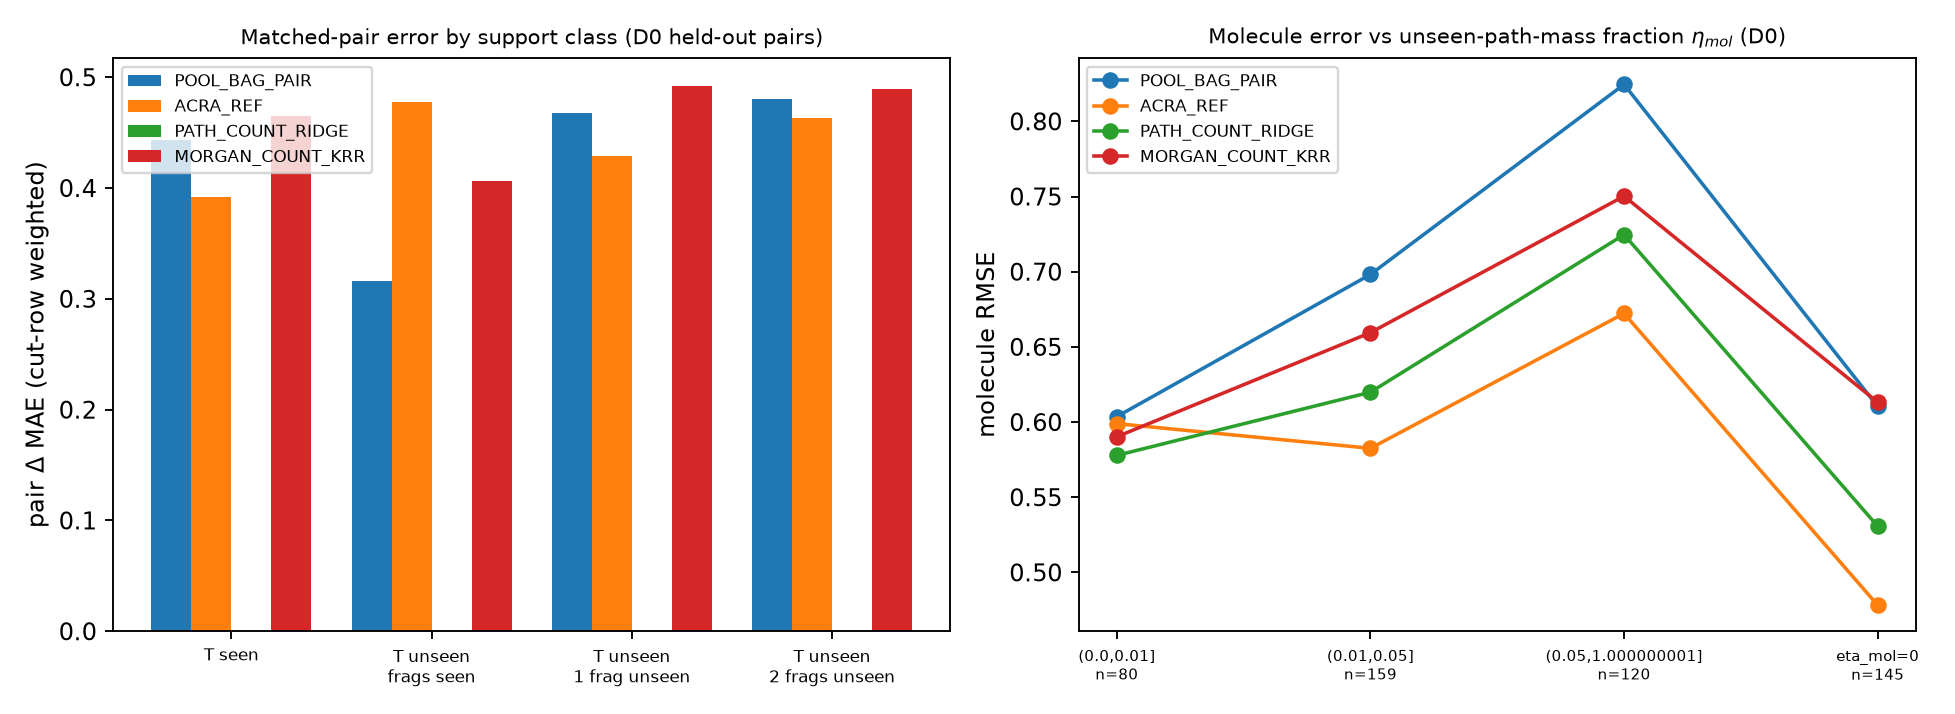 Matched-pair error by support class (D0 held-out pairs)
POOL_BAG_PAIR
ACRA_REF
PATH_COUNT_RIDGE
MORGAN_COUNT_KRR
pair Δ MAE (cut-row weighted)
0.5
0.4
0.3
0.2
0.1
0.0
T seen
T unseen
frags seen
T unseen
1 frag unseen
T unseen
2 frags unseen
Molecule error vs unseen-path-mass fraction η_mol (D0)
POOL_BAG_PAIR
ACRA_REF
PATH_COUNT_RIDGE
MORGAN_COUNT_KRR
molecule RMSE
0.80
0.75
0.70
0.65
0.60
0.55
0.50
(0.0,0.01]
n=80
(0.01,0.05]
n=159
(0.05,1.000000001]
n=120
eta_mol=0
n=145